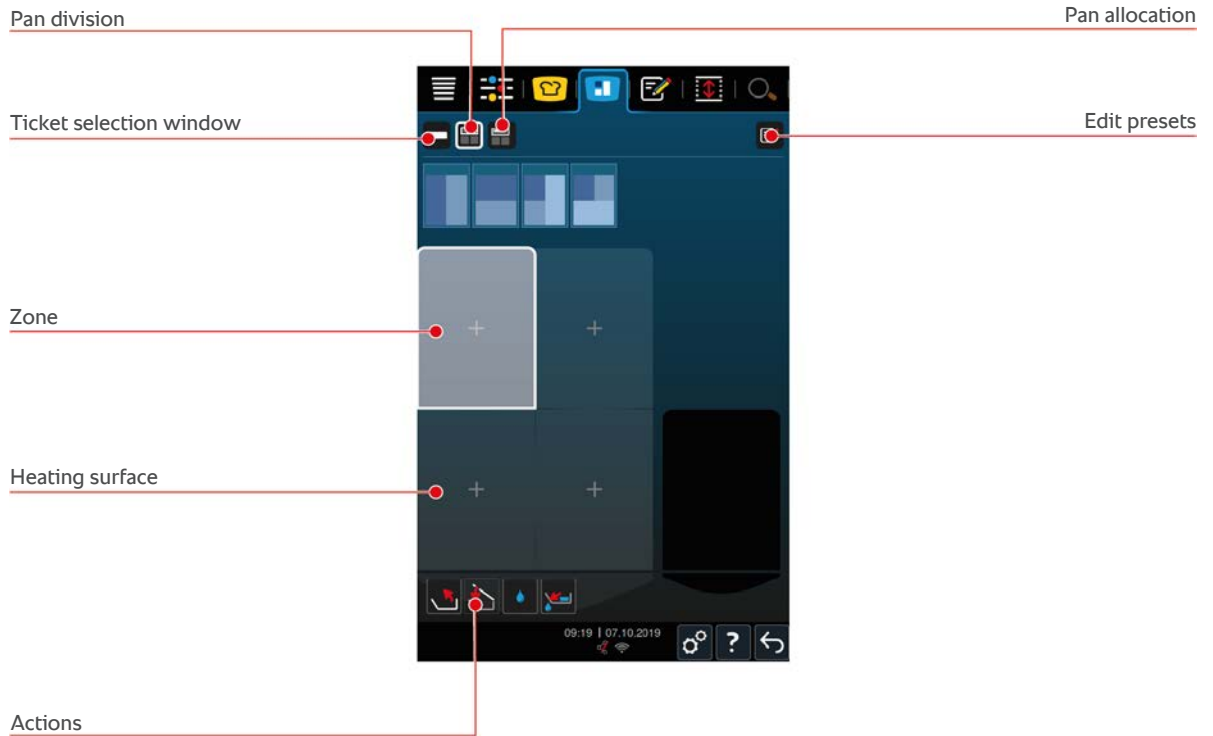 Pan division
Pan allocation
Ticket selection window
Edit presets
Zone
Heating surface
09:19 | 07.10.2019
?
Actions